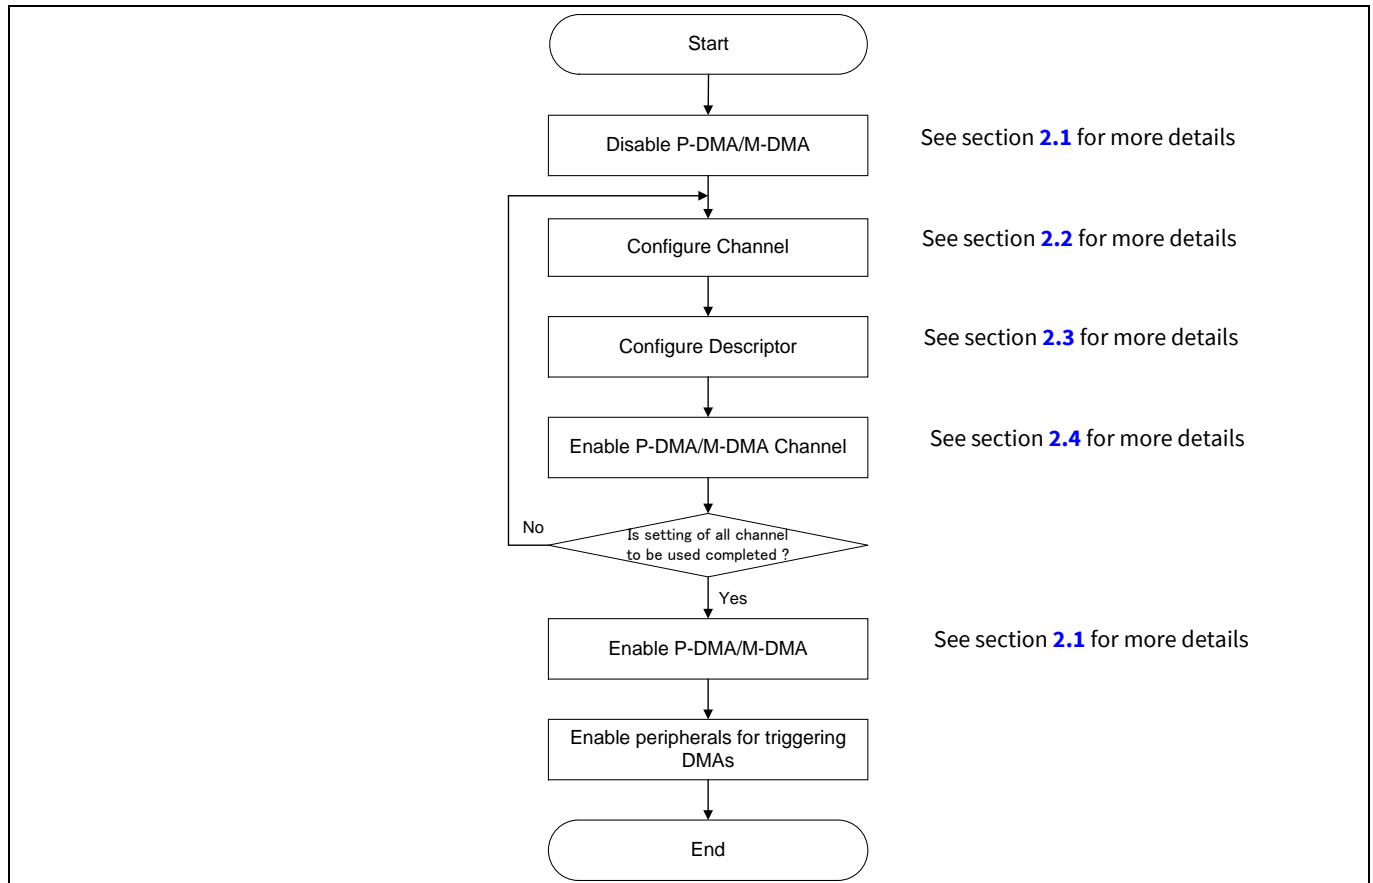 Start
Disable P-DMA/M-DMA
See section 2.1 for more details
Configure Channel
See section 2.2 for more details
Configure Descriptor
See section 2.3 for more details
Enable P-DMA/M-DMA Channel
See section 2.4 for more details
No
Is setting of all channel
to be used completed ?
Yes
Enable P-DMA/M-DMA
See section 2.1 for more details
Enable peripherals for triggering
DMAs
End